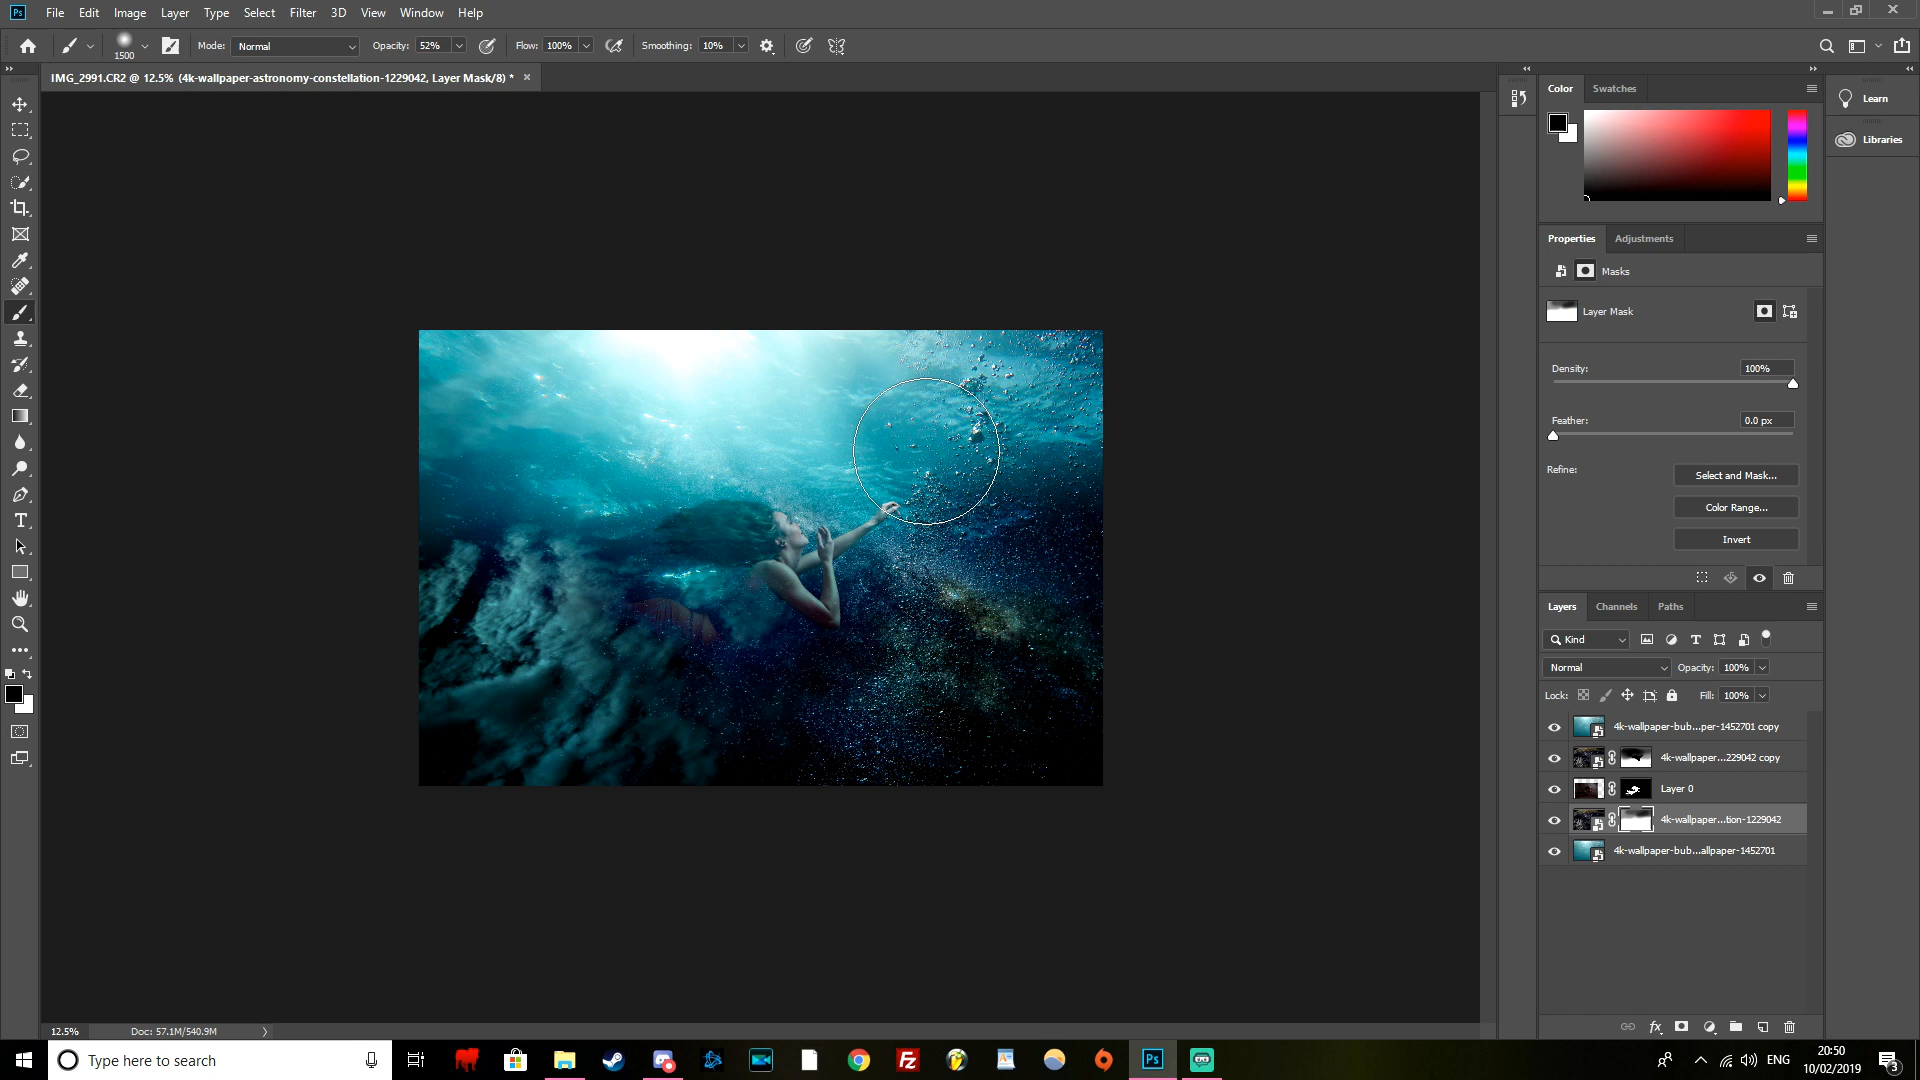 Ps File Edit Image Layer Type Select Filter 3D View Window Help
1500 Mode: Normal Opacity: 52% Flow: 100% Smoothing: 10%
IMG_2991.CR2 @ 12.5% (4k-wallpaper-astronomy-constellation-1229042, Layer Mask/8) * ×
Color Swatches
Learn
Libraries
Properties Adjustments
Masks
Layer Mask
Density: 100%
Feather: 0.0 px
Refine: Select and Mask...
Color Range...
Invert
Layers Channels Paths
Kind
Normal Opacity: 100%
Lock: Fill: 100%
4k-wallpaper-bub...per-1452701 copy
4k-wallpaper...229042 copy
Layer 0
4k-wallpaper...tion-1229042
4k-wallpaper-bub...allpaper-1452701
fx
12.5% Doc: 57.1M/540.9M
Type here to search
Fz
Ps
ENG
20:50
10/02/2019
3